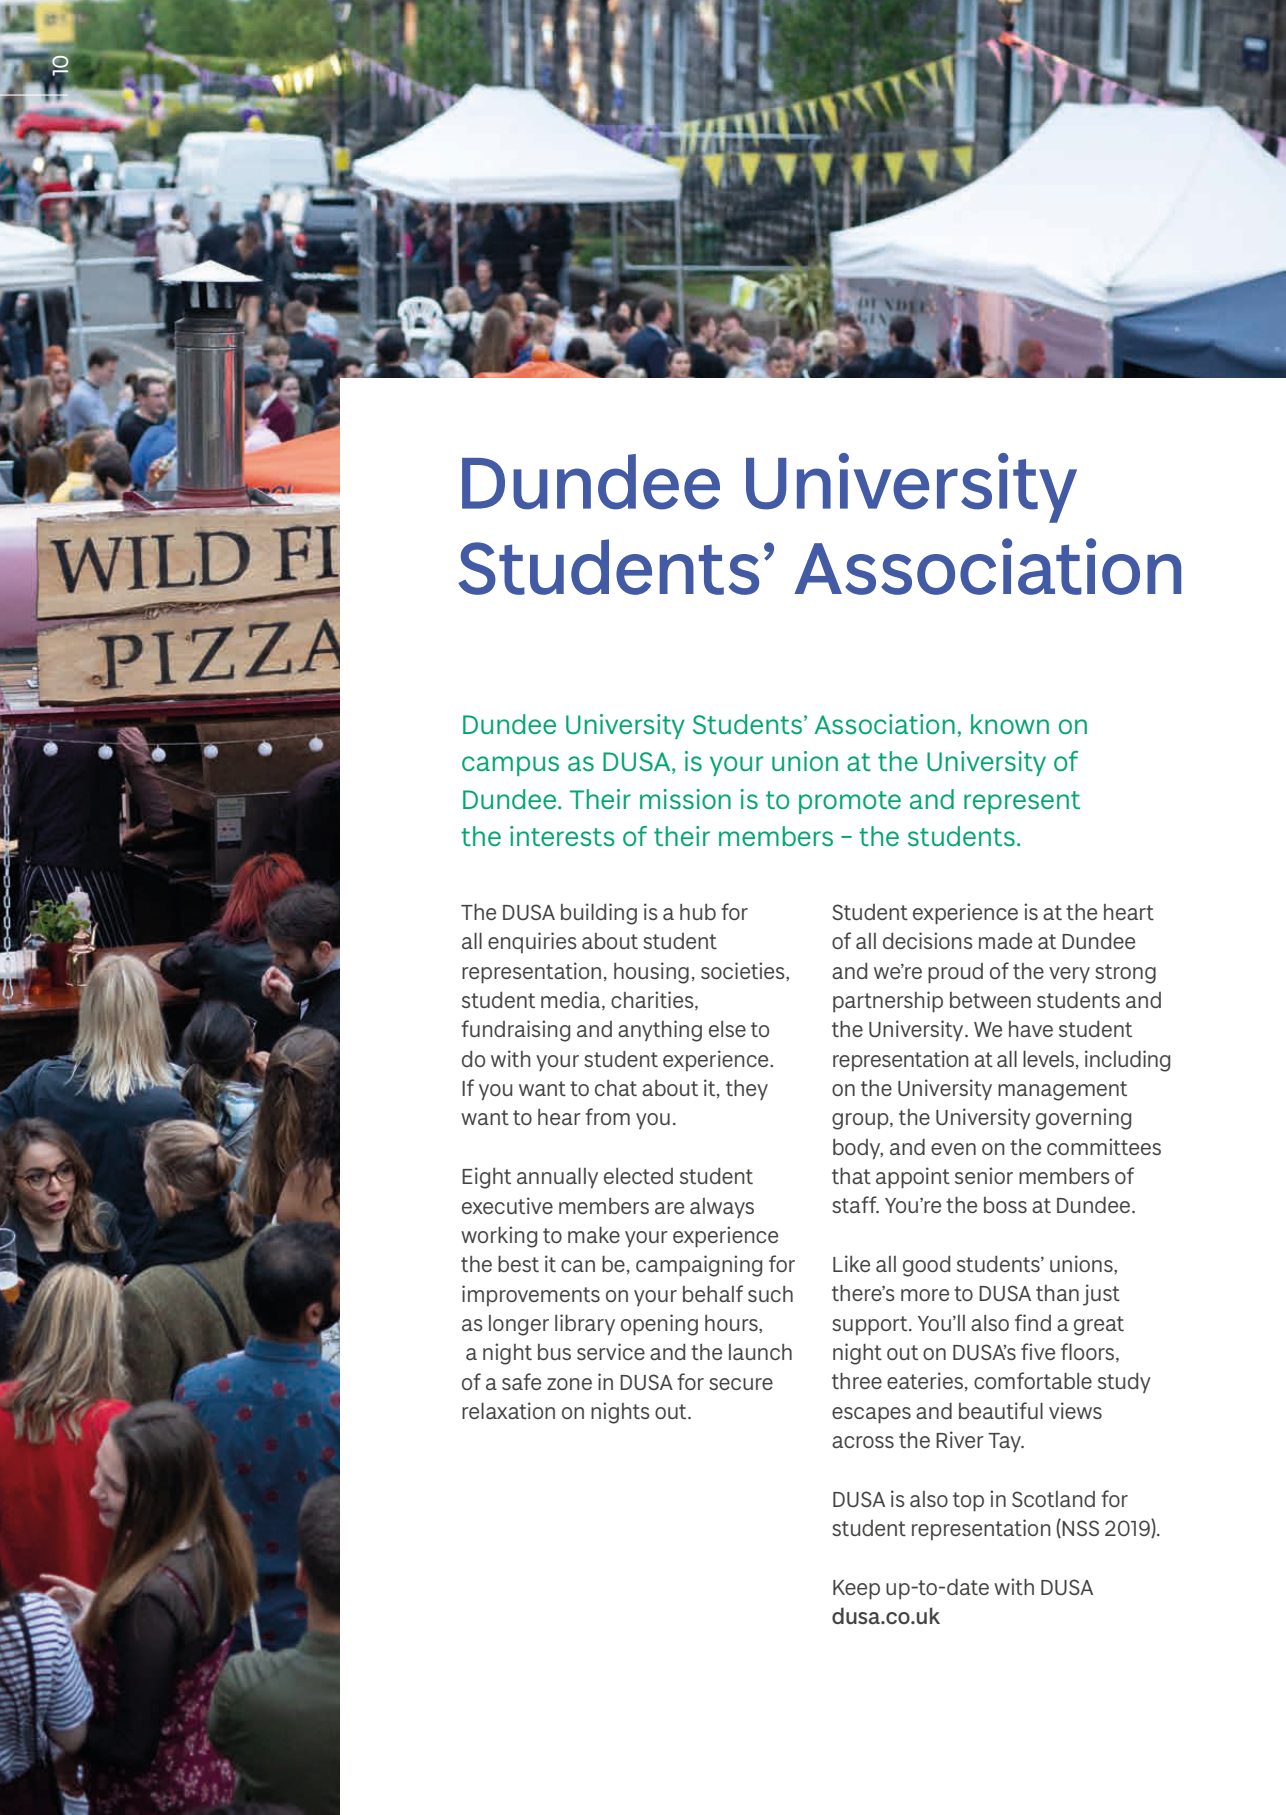 10
WILD FI
PIZZA
DUNDEE
GIN
Dundee University
Students’ Association
Dundee University Students’ Association, known on
campus as DUSA, is your union at the University of
Dundee. Their mission is to promote and represent
the interests of their members – the students.
The DUSA building is a hub for
all enquiries about student
representation, housing, societies,
student media, charities,
fundraising and anything else to
do with your student experience.
If you want to chat about it, they
want to hear from you.
Eight annually elected student
executive members are always
working to make your experience
the best it can be, campaigning for
improvements on your behalf such
as longer library opening hours,
a night bus service and the launch
of a safe zone in DUSA for secure
relaxation on nights out.
Student experience is at the heart
of all decisions made at Dundee
and we’re proud of the very strong
partnership between students and
the University. We have student
representation at all levels, including
on the University management
group, the University governing
body, and even on the committees
that appoint senior members of
staff. You’re the boss at Dundee.
Like all good students’ unions,
there’s more to DUSA than just
support. You’ll also find a great
night out on DUSA’s five floors,
three eateries, comfortable study
escapes and beautiful views
across the River Tay.
DUSA is also top in Scotland for
student representation (NSS 2019).
Keep up-to-date with DUSA
dusa.co.uk